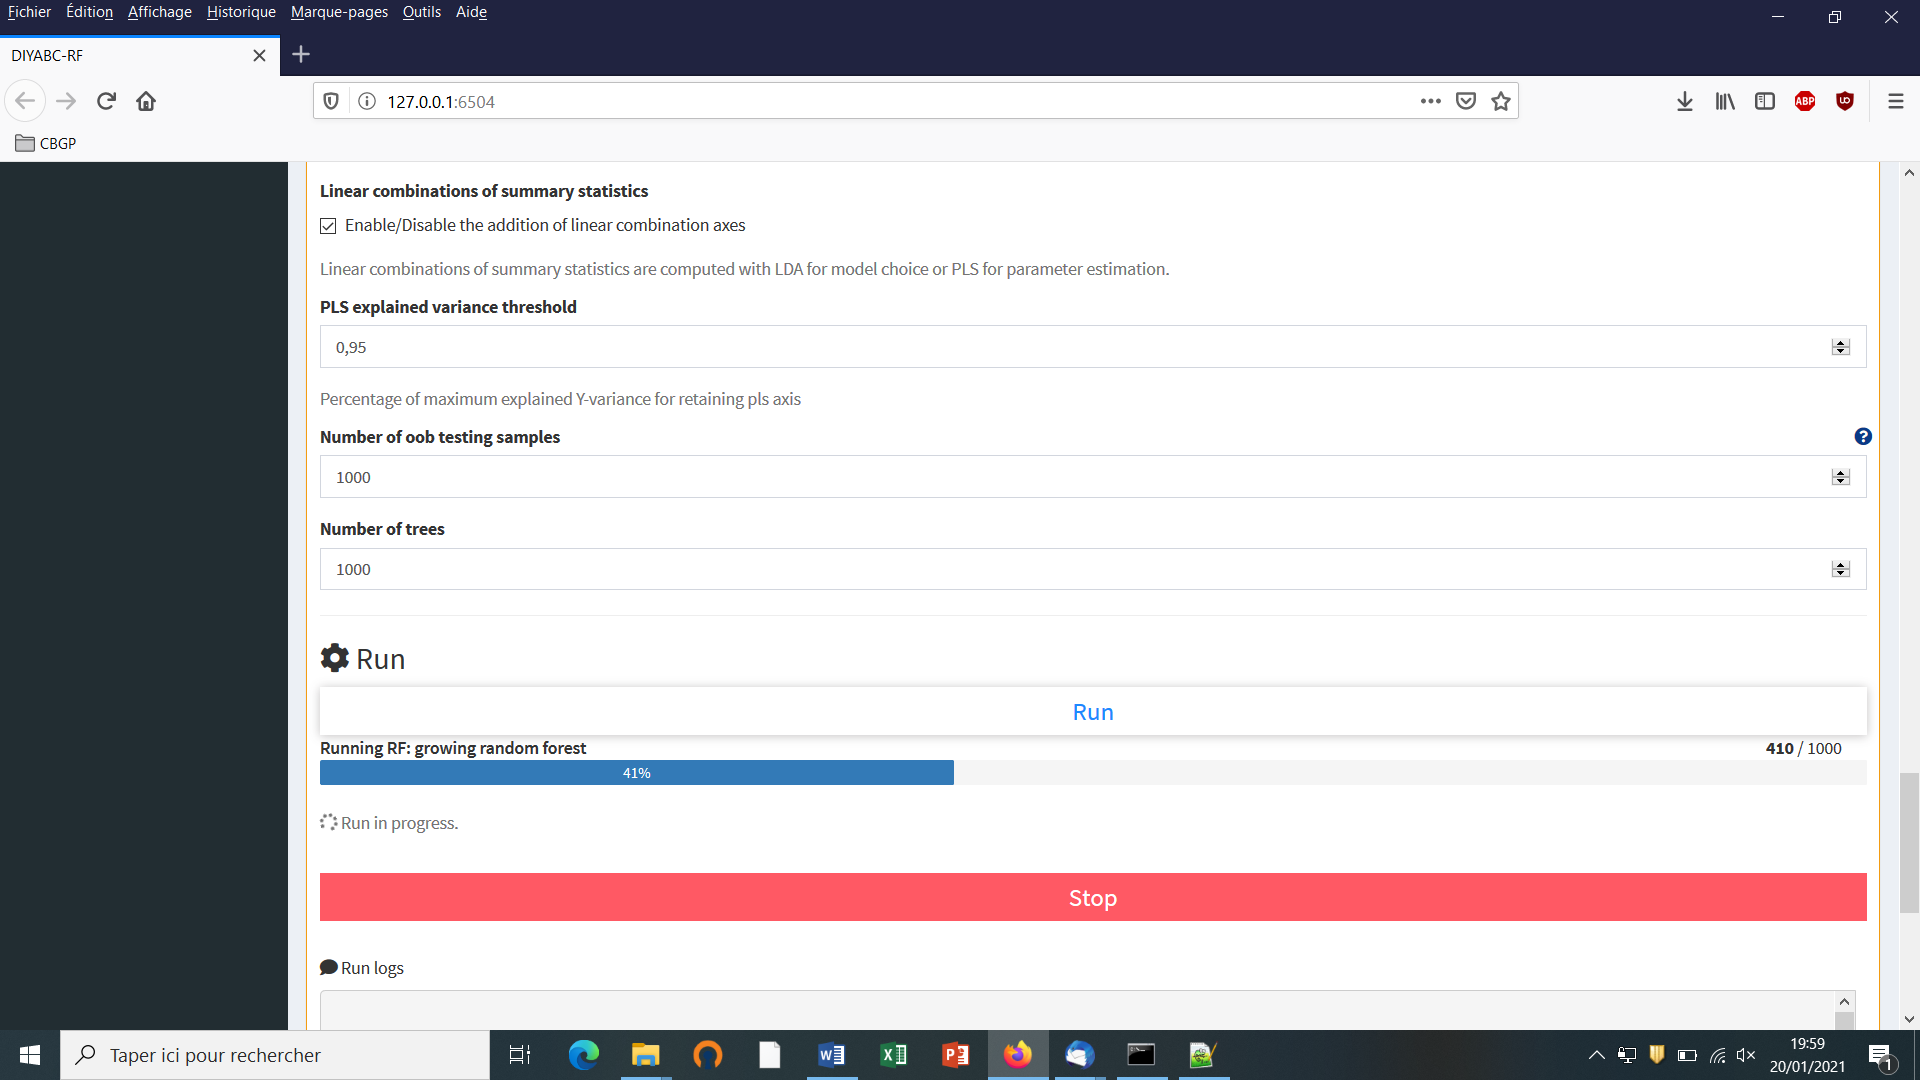 Fichier Édition Affichage Historique Marque-pages Outils Aide
DIYABC-RF
127.0.0.1:6504
ABP
CBGP
Linear combinations of summary statistics
Enable/Disable the addition of linear combination axes
Linear combinations of summary statistics are computed with LDA for model choice or PLS for parameter estimation.
PLS explained variance threshold
0,95
Percentage of maximum explained Y-variance for retaining pls axis
Number of oob testing samples
?
1000
Number of trees
1000
Run
Run
Running RF: growing random forest
410 / 1000
41%
Run in progress.
Stop
Run logs
Taper ici pour rechercher
19:59
20/01/2021
1